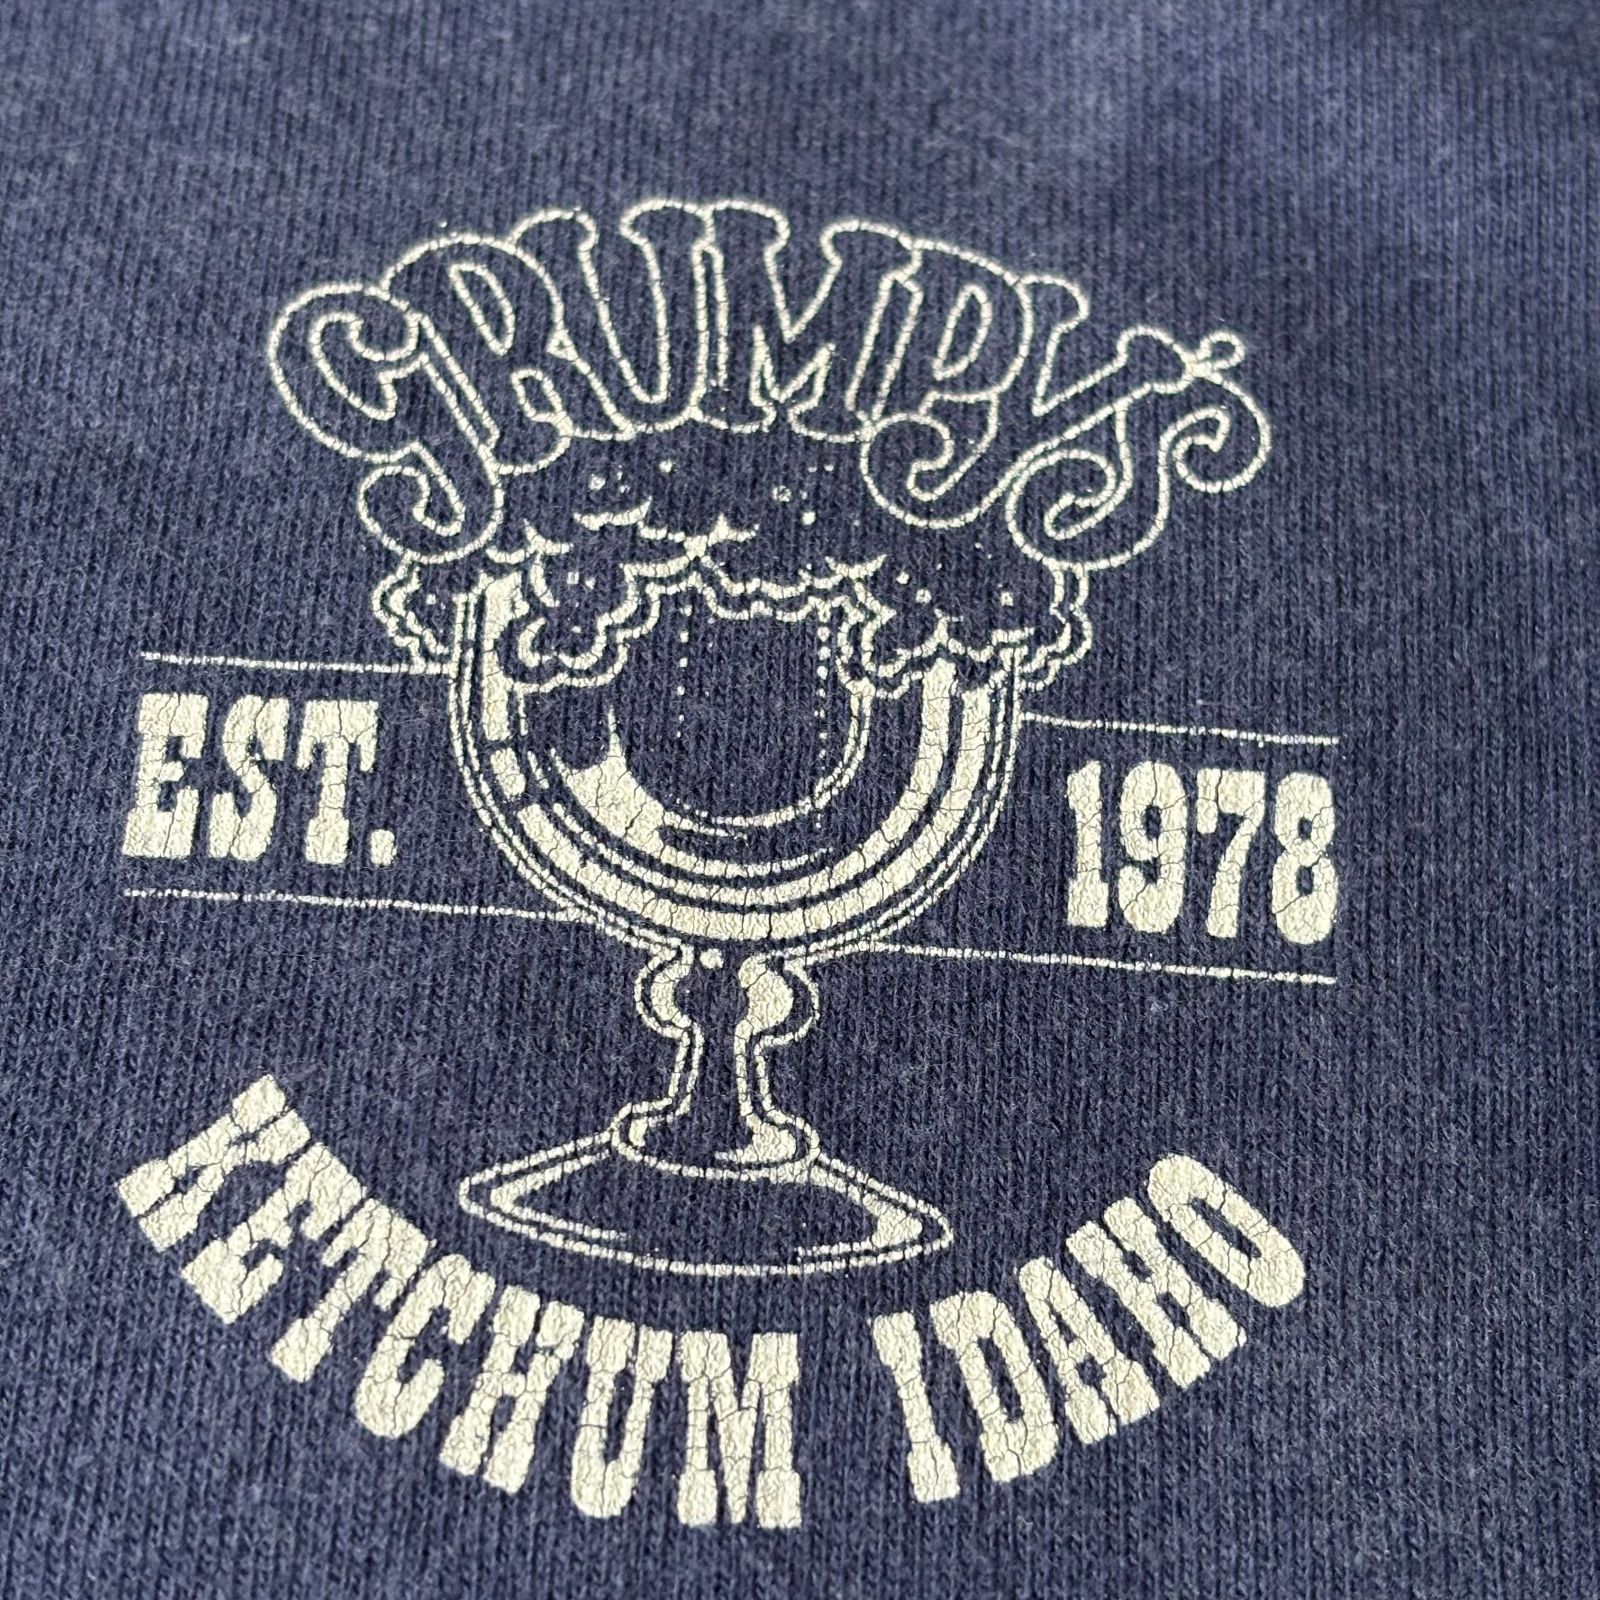 GRUMPY'S
EST. 1978
KETCHUM IDAHO